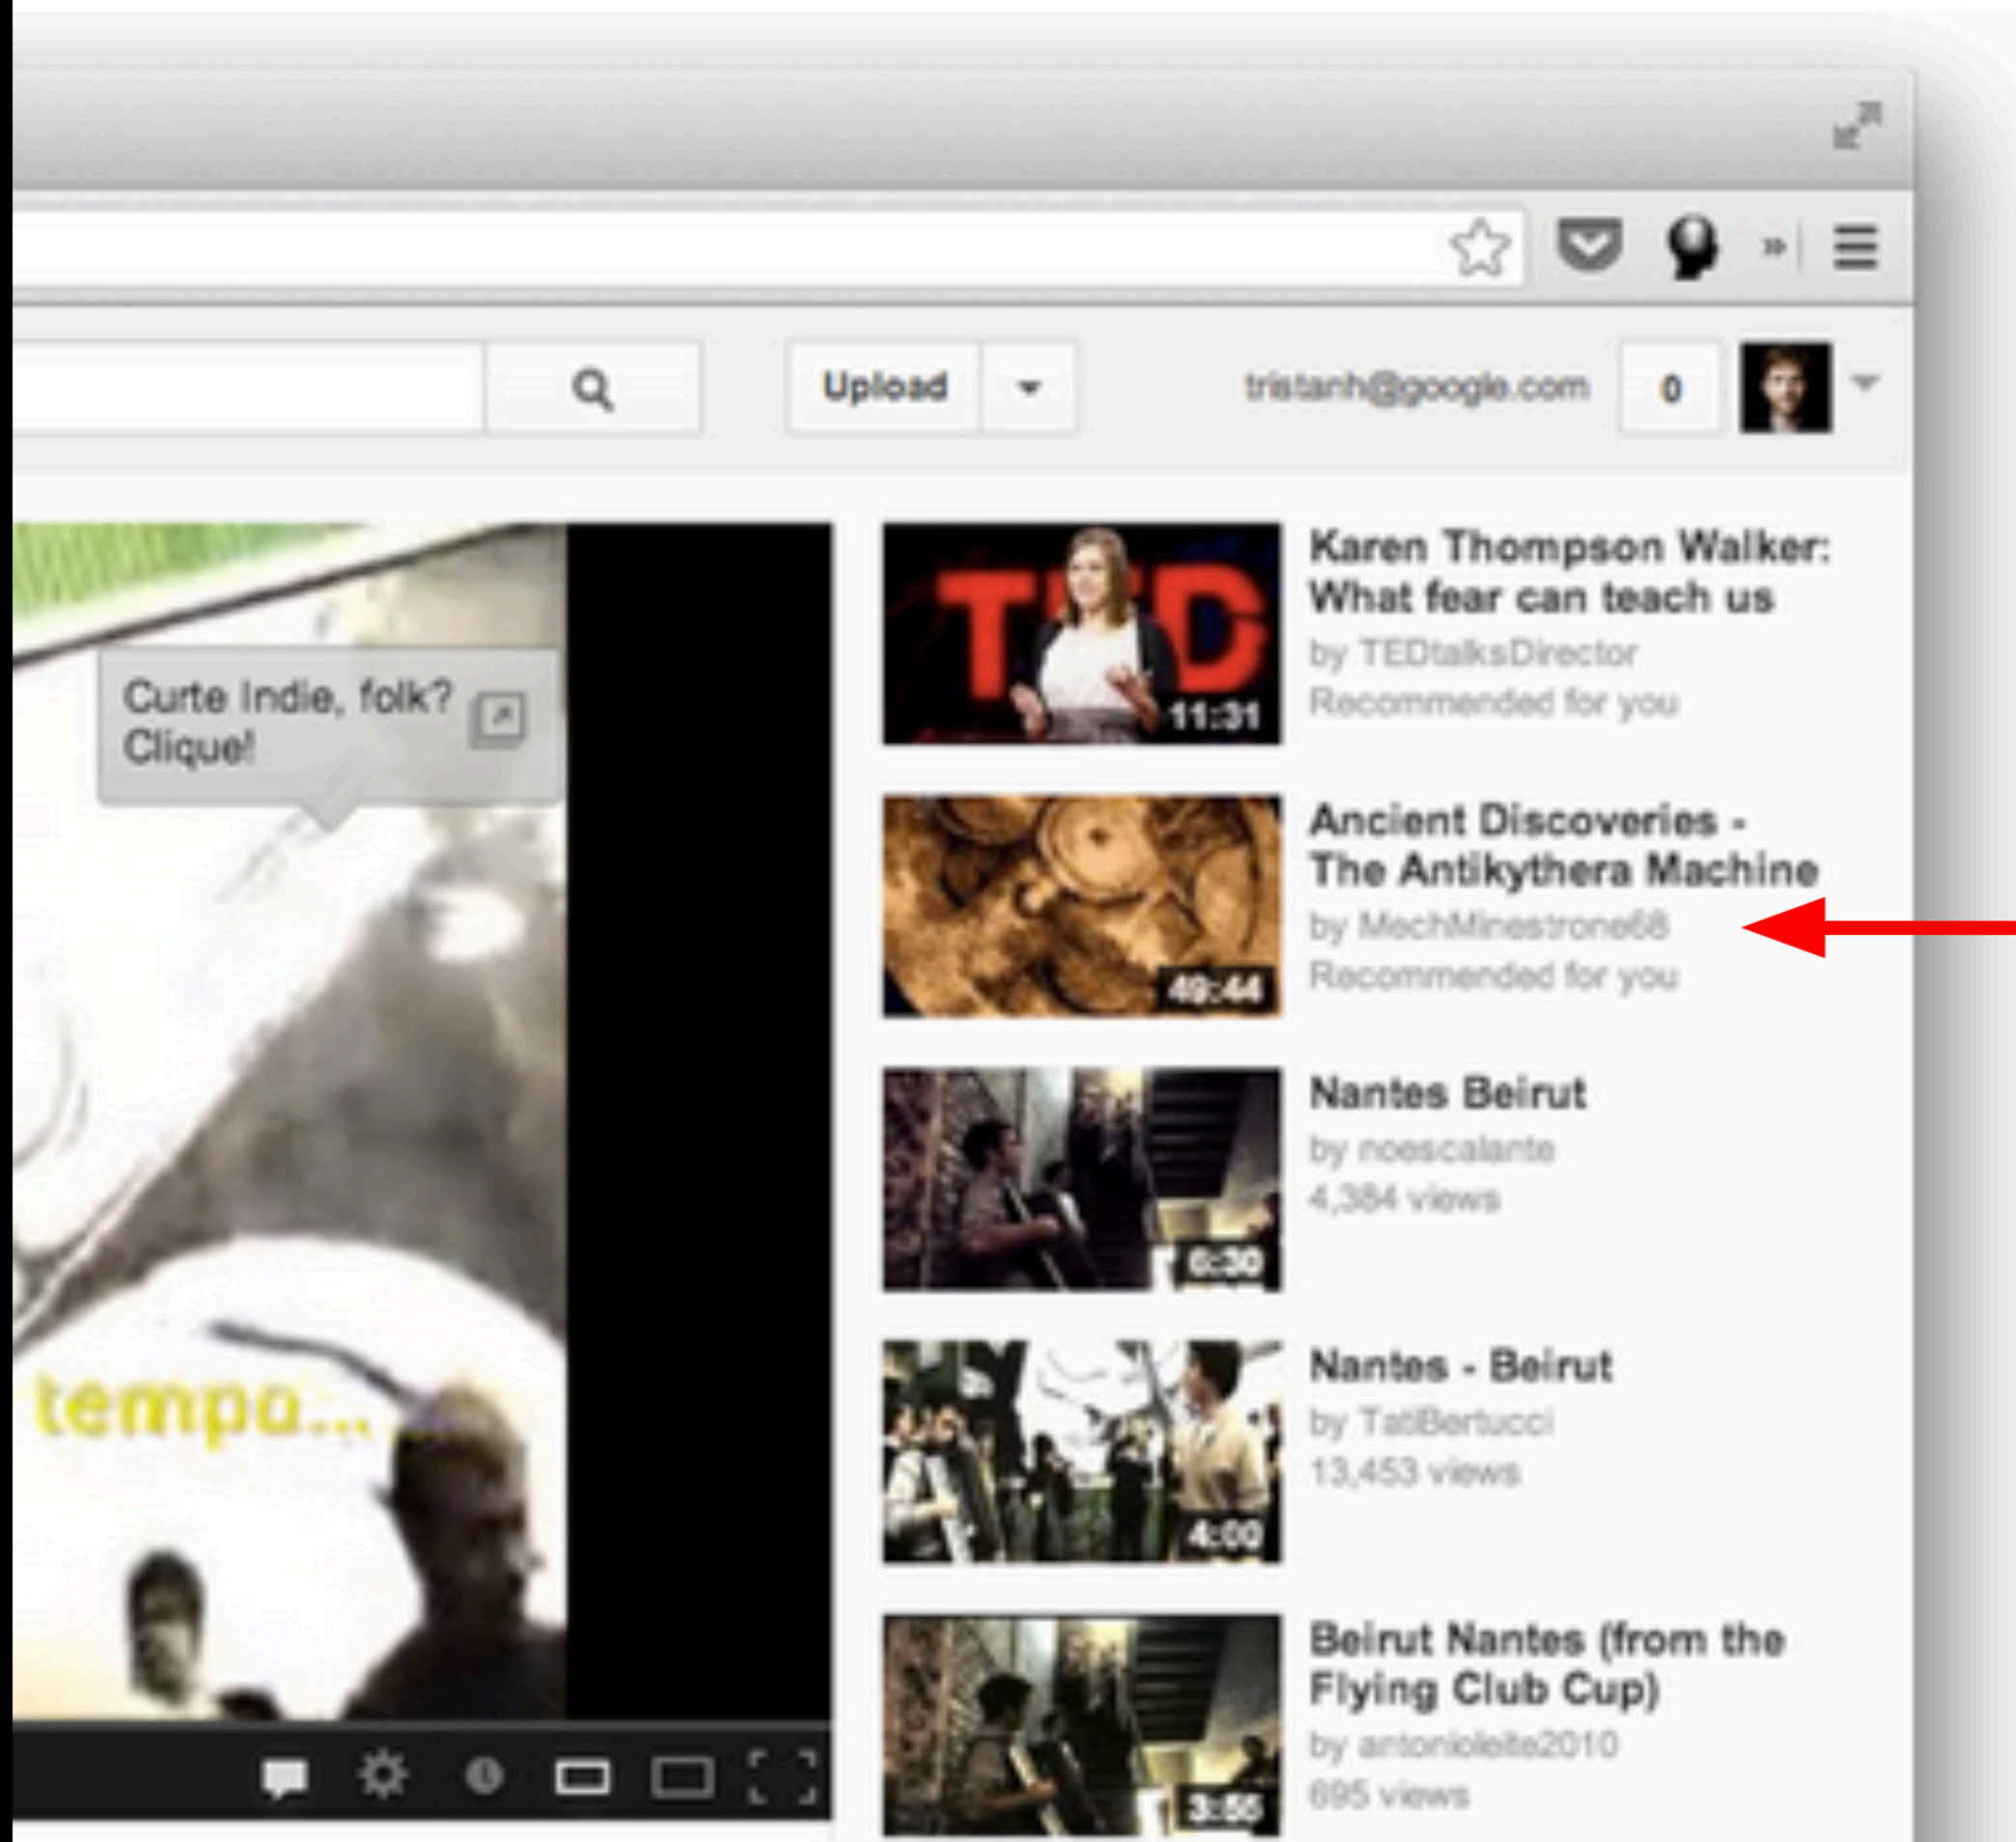 »
Upload
tristanh@google.com
0
Curte Indie, folk?
Clique!
tempo...
TED
11:31
Karen Thompson Walker:
What fear can teach us
by TEDtalksDirector
Recommended for you
49:44
Ancient Discoveries -
The Antikythera Machine
by MechMinestrone68
Recommended for you
6:30
Nantes Beirut
by noescalante
4,384 views
4:00
Nantes - Beirut
by TatiBertucci
13,453 views
3:55
Beirut Nantes (from the
Flying Club Cup)
by antonioleite2010
695 views